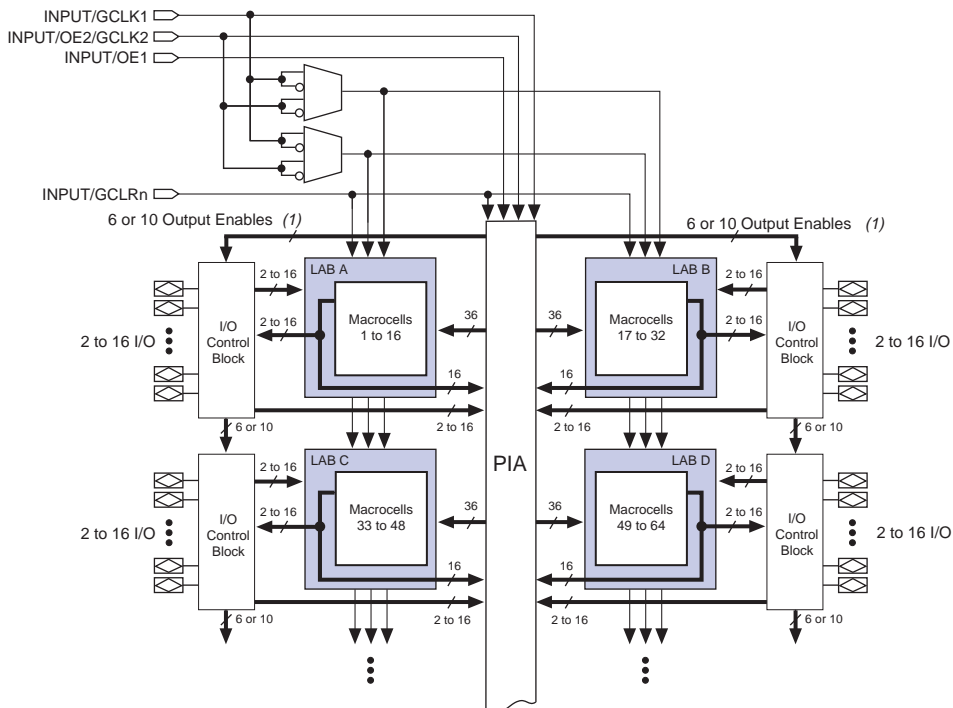 INPUT/GCLK1
INPUT/OE2/GCLK2
INPUT/OE1
INPUT/GCLRn
6 or 10 Output Enables (1)
6 or 10 Output Enables (1)
LAB A
LAB B
2 to 16
2 to 16
I/O
Control
Block
2 to 16
Macrocells
1 to 16
36
36
Macrocells
17 to 32
2 to 16
I/O
Control
Block
2 to 16 I/O
2 to 16 I/O
16
16
2 to 16
2 to 16
6 or 10
6 or 10
PIA
LAB C
LAB D
2 to 16
2 to 16
I/O
Control
Block
2 to 16
Macrocells
33 to 48
36
36
Macrocells
49 to 64
2 to 16
I/O
Control
Block
2 to 16 I/O
2 to 16 I/O
16
16
2 to 16
2 to 16
6 or 10
6 or 10